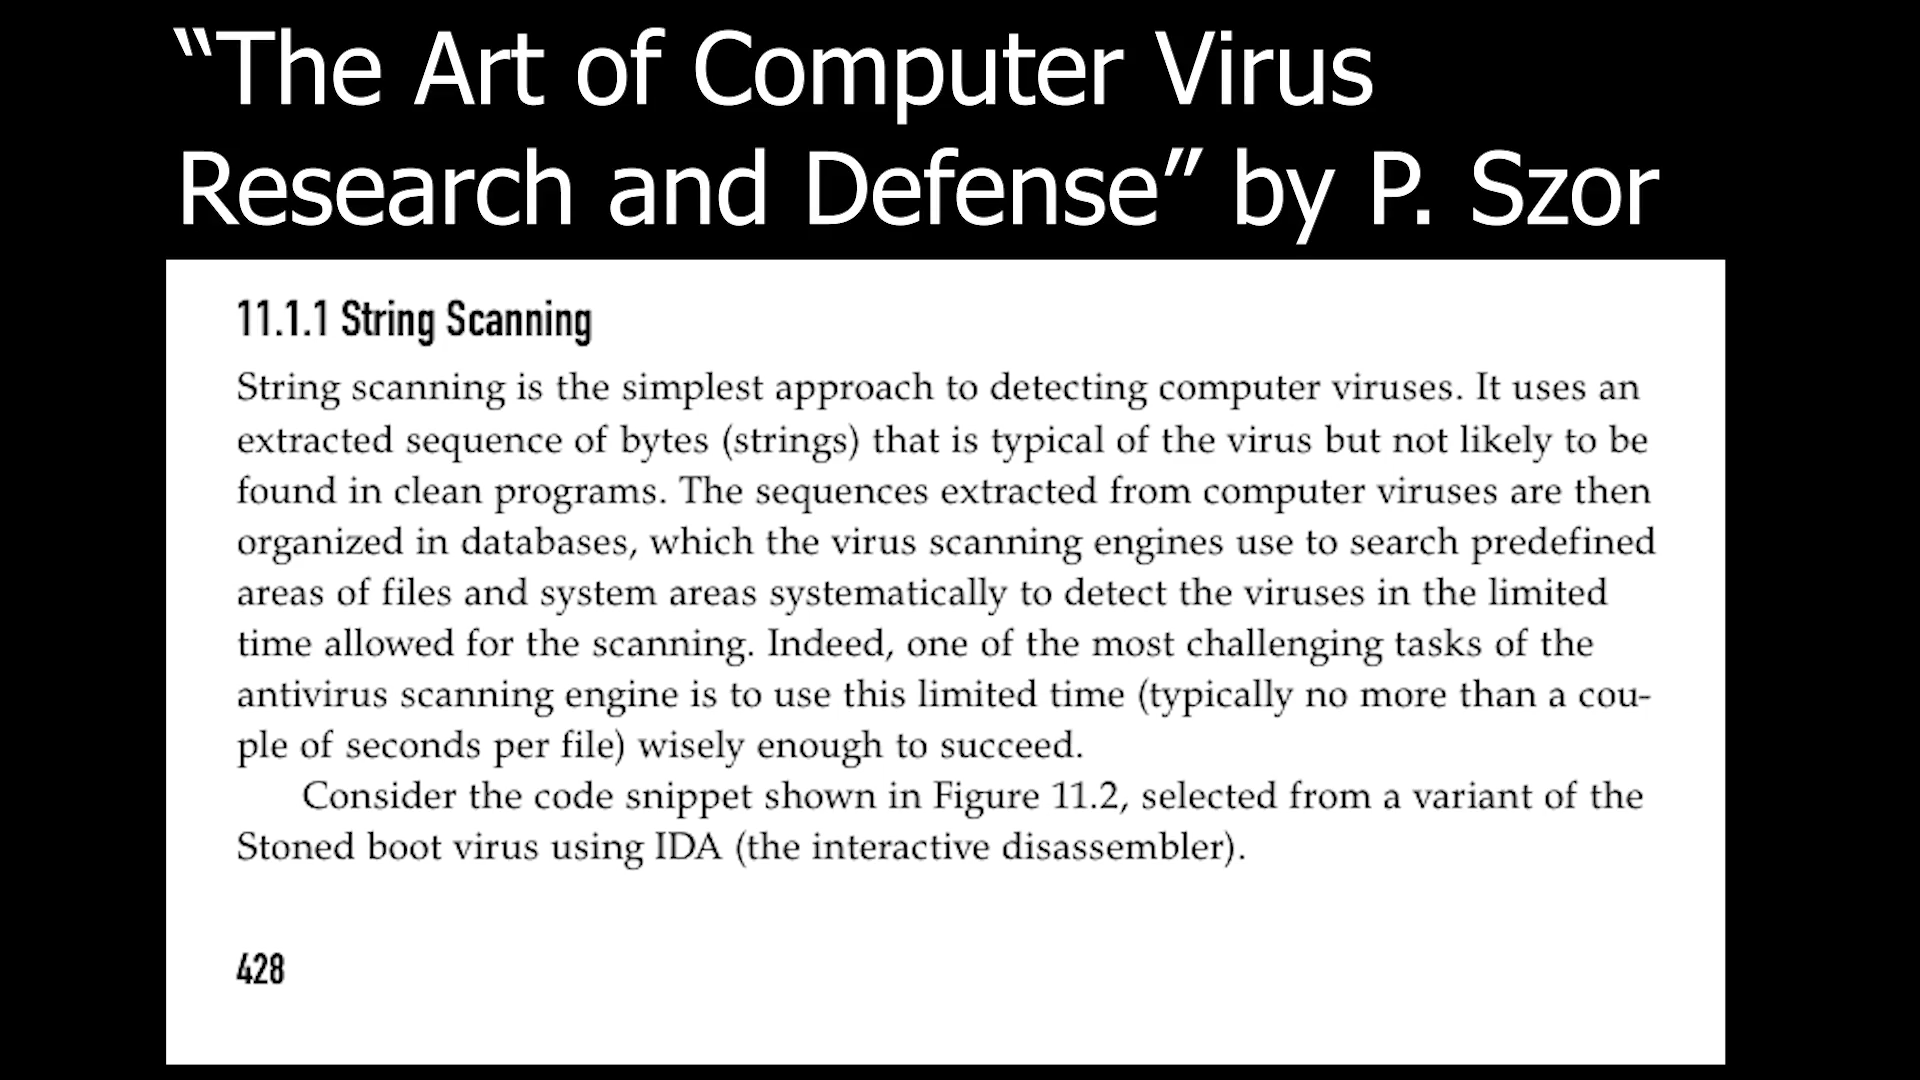 “The Art of Computer Virus
Research and Defense” by P. Szor
11.1.1 String Scanning
String scanning is the simplest approach to detecting computer viruses. It uses an
extracted sequence of bytes (strings) that is typical of the virus but not likely to be
found in clean programs. The sequences extracted from computer viruses are then
organized in databases, which the virus scanning engines use to search predefined
areas of files and system areas systematically to detect the viruses in the limited
time allowed for the scanning. Indeed, one of the most challenging tasks of the
antivirus scanning engine is to use this limited time (typically no more than a cou-
ple of seconds per file) wisely enough to succeed.
Consider the code snippet shown in Figure 11.2, selected from a variant of the
Stoned boot virus using IDA (the interactive disassembler).
428